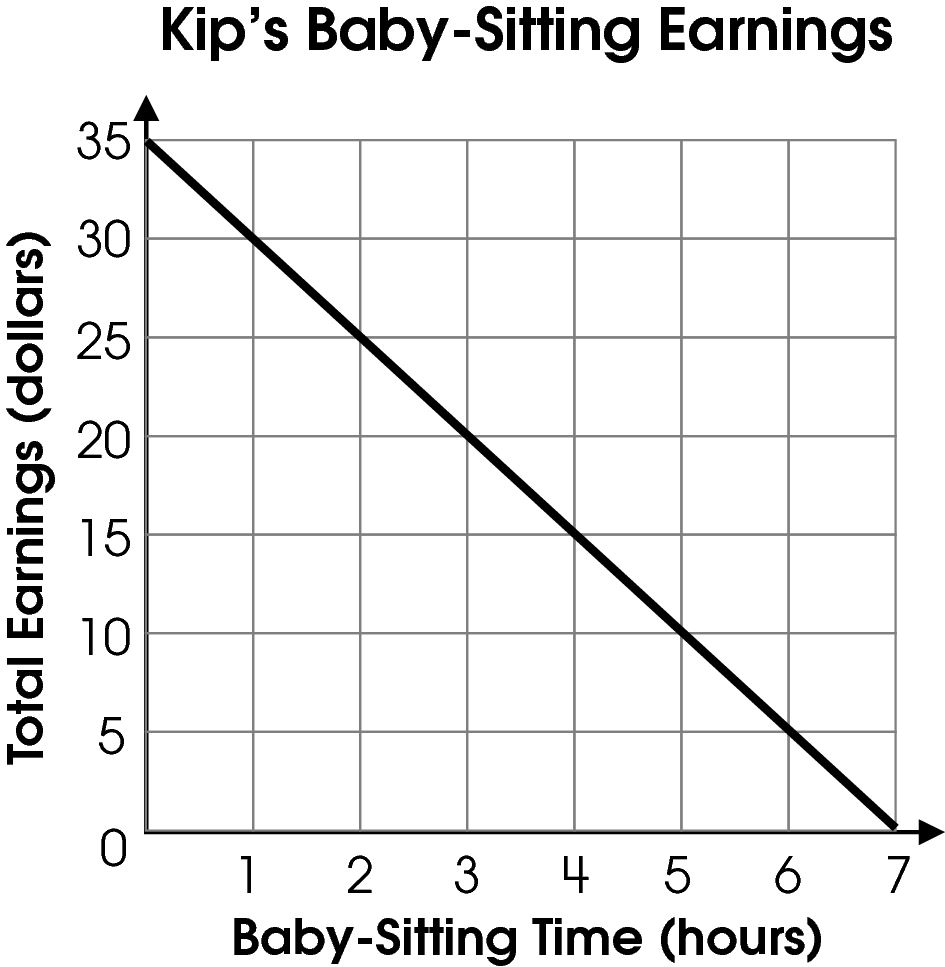 Kip’s Baby-Sitting Earnings
Total Earnings (dollars)
35
30
25
20
15
10
5
0
1 2 3 4 5 6 7
Baby-Sitting Time (hours)